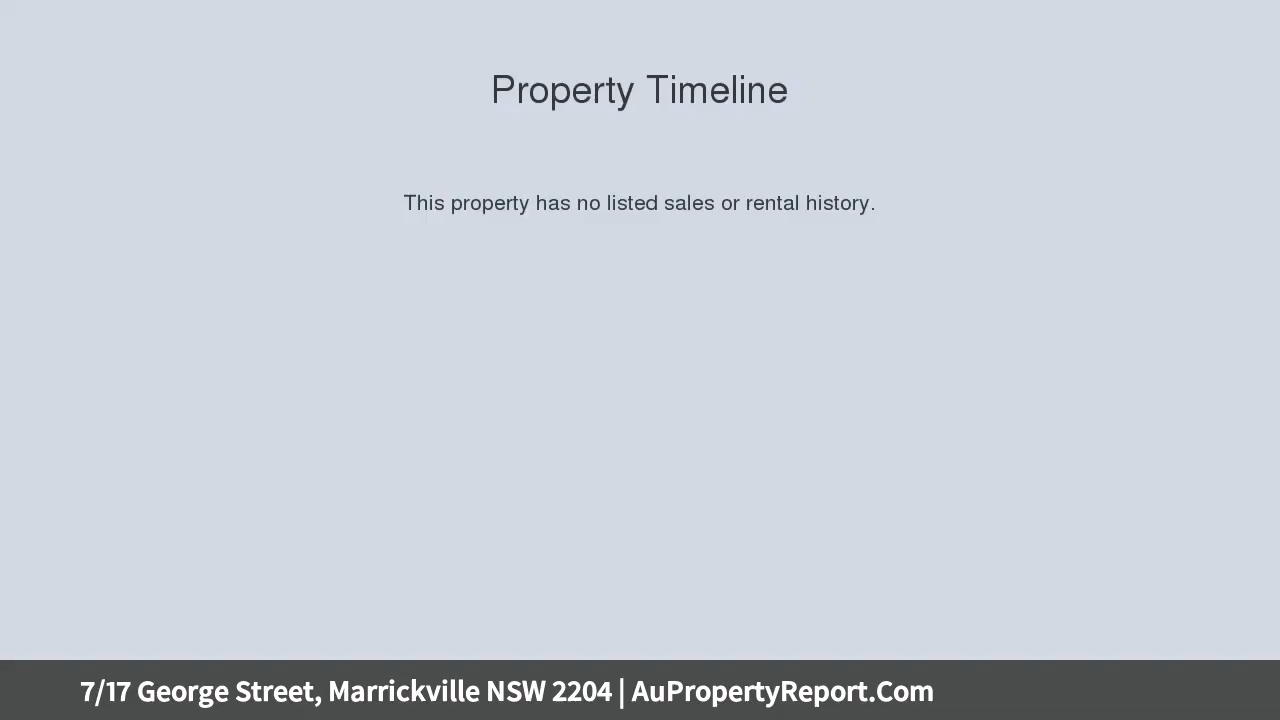 Property Timeline
This property has no listed sales or rental history.
7/17 George Street, Marrickville NSW 2204 | AuPropertyReport.Com